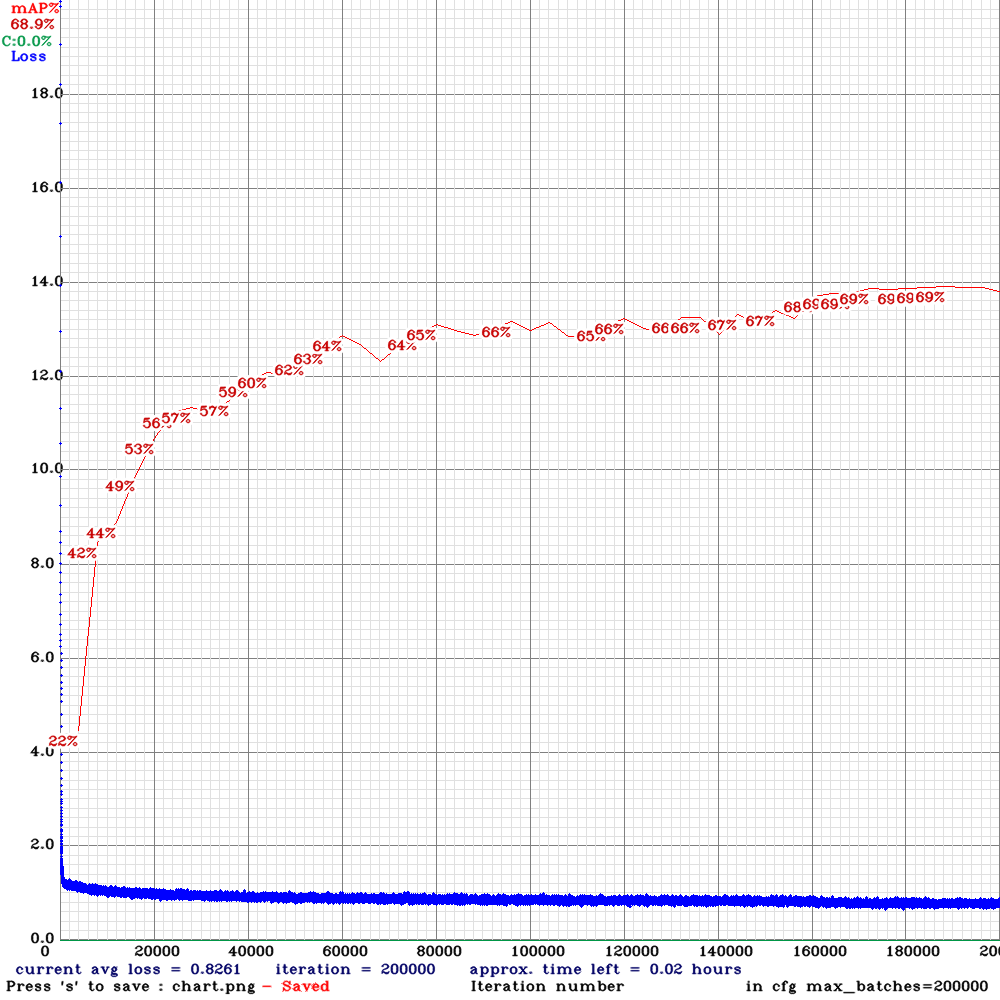 mAP%
68.9%
C:0.0%
Loss
18.0
16.0
14.0
12.0
10.0
8.0
6.0
4.0
2.0
0.0
22% 42% 44% 49% 53% 56 57% 57% 59% 60% 62% 63% 64% 64% 65% 66% 65% 66% 66 66% 67% 67% 68 69 69% 69% 69 69 69%
0 20000 40000 60000 80000 100000 120000 140000 160000 180000 200
current avg loss = 0.8261 iteration = 200000 approx. time left = 0.02 hours
Press 's' to save : chart.png - Saved Iteration number in cfg max_batches=200000